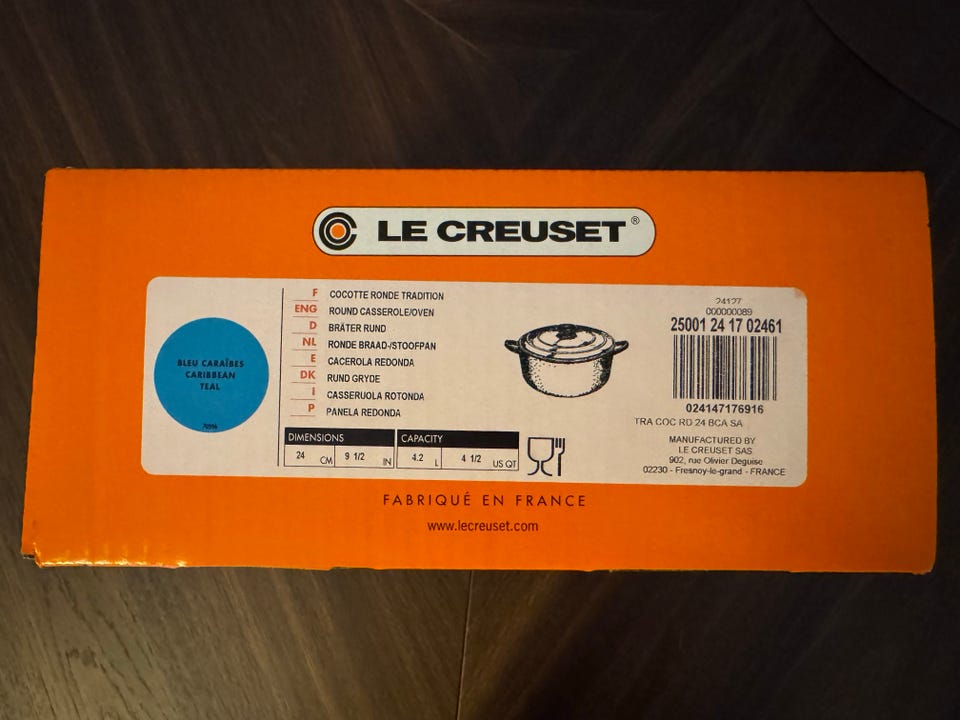 LE CREUSET®
BLEU CARAÏBES
CARIBBEAN
TEAL
F COCOTTE RONDE TRADITION
ENG ROUND CASSEROLE/OVEN
D BRÄTER RUND
NL RONDE BRAAD-/STOOFPAN
E CACEROLA REDONDA
DK RUND GRYDE
I CASSERUOLA ROTONDA
P PANELA REDONDA
DIMENSIONS
24 CM 9 1/2 IN
CAPACITY
4.2 L 4 1/2 US QT
24127
000000089
25001 24 17 02461
024147176916
TRA COC RD 24 BCA SA
MANUFACTURED BY
LE CREUSET SAS
902, rue Olivier Deguise
02230 - Fresnoy-le-grand - FRANCE
FABRIQUÉ EN FRANCE
www.lecreuset.com